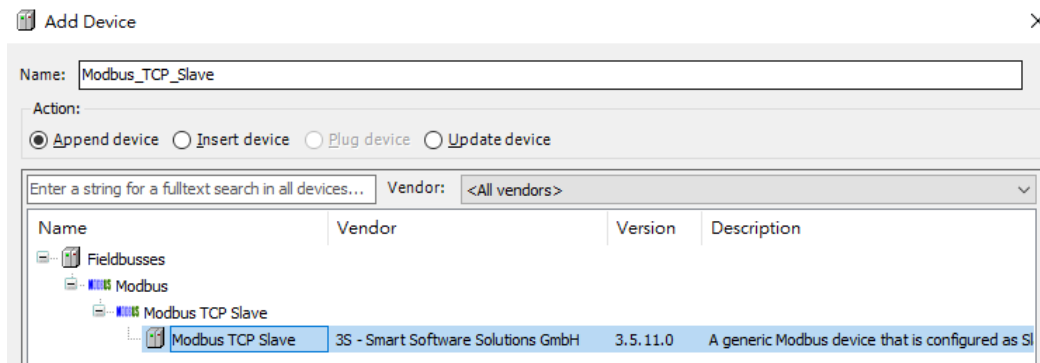 Add Device
Name: Modbus_TCP_Slave
Action:
Append device Insert device Plug device Update device
Enter a string for a fulltext search in all devices... Vendor: <All vendors>
Name Vendor Version Description
Fieldbusses
MODBUS Modbus
MODBUS Modbus TCP Slave
Modbus TCP Slave 3S - Smart Software Solutions GmbH 3.5.11.0 A generic Modbus device that is configured as Sl